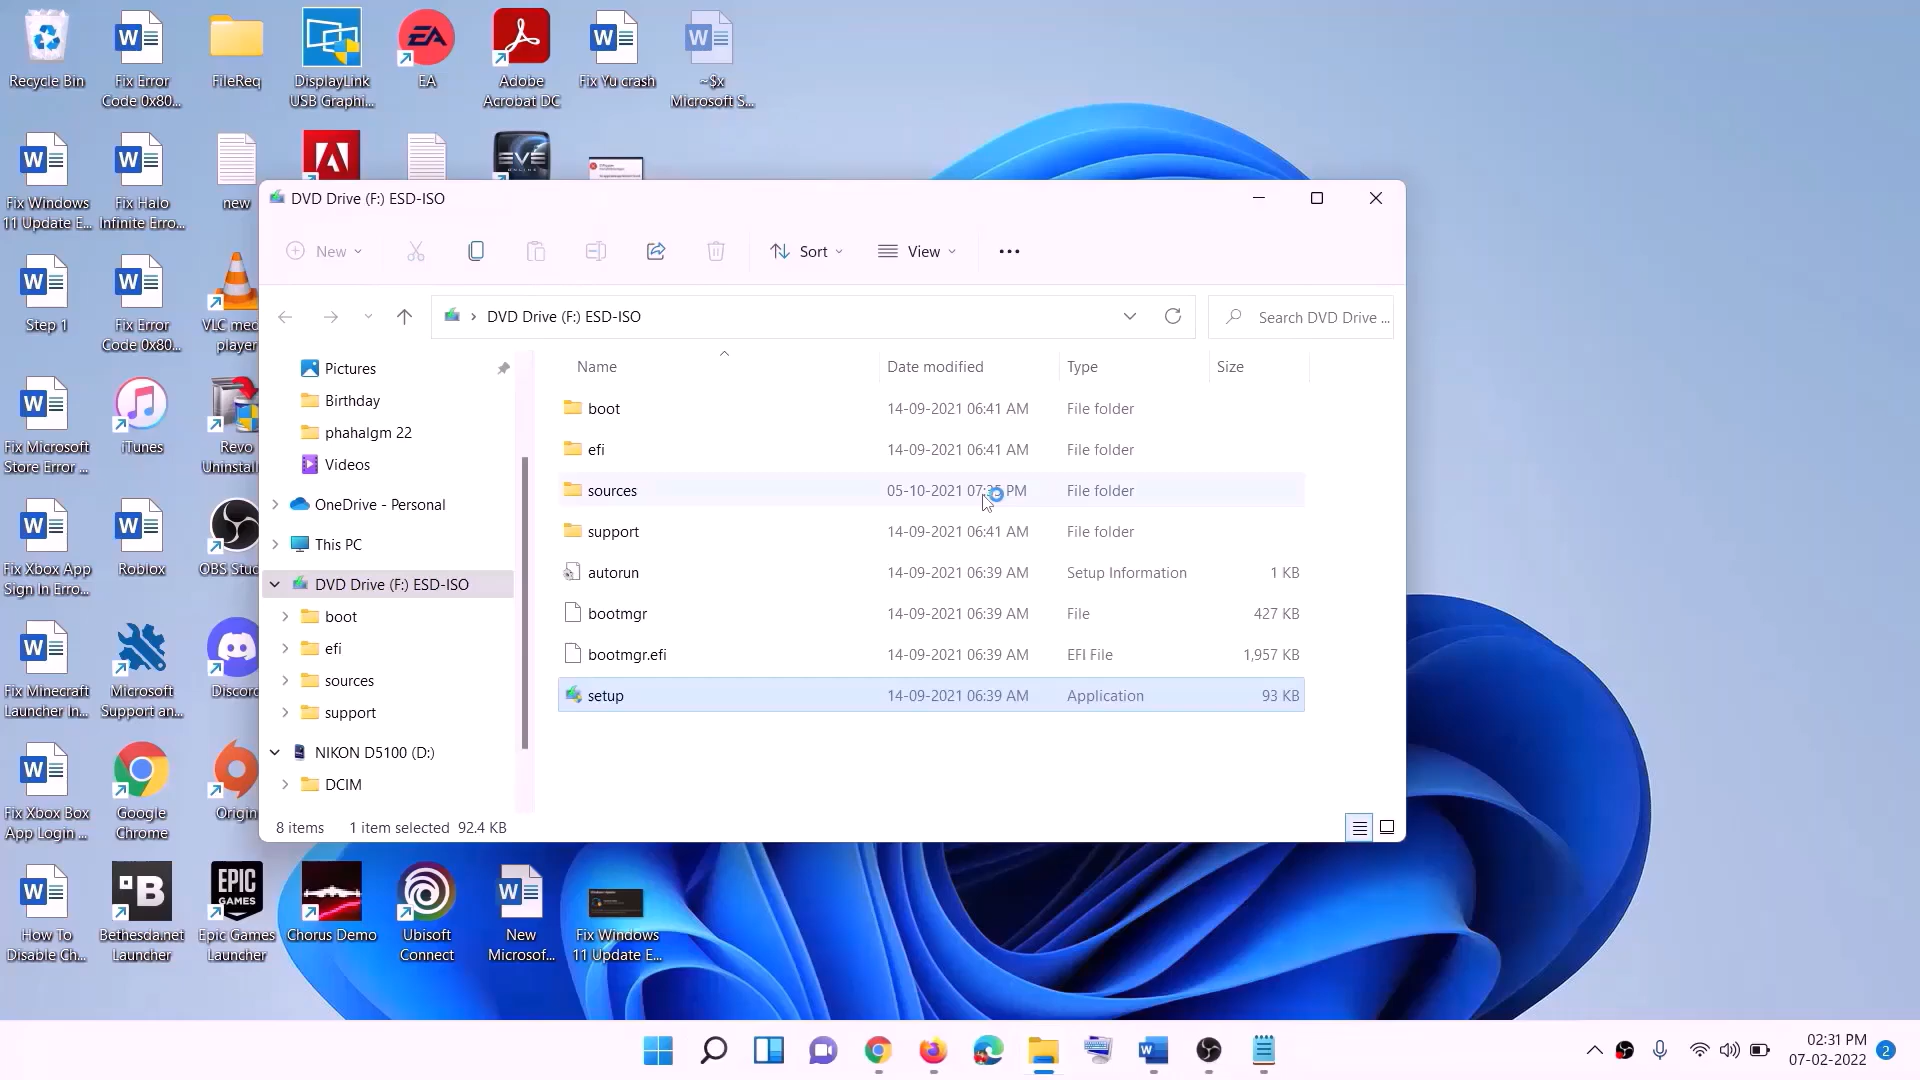 Recycle Bin
Fix Error
Code 0x80...
FileReq
DisplayLink
USB Graphi...
EA
Adobe
Acrobat DC
Fix Yu crash
~$x
Microsoft S...
Fix Windows
11 Update E...
Fix Halo
Infinite Erro...
new
EVE
ONLINE
Step 1
Fix Error
Code 0x80...
VLC med
player
Fix Microsoft
Store Error ...
iTunes
Revo
Uninstal
Fix Xbox App
Sign In Erro...
Roblox
OBS Stud
Fix Minecraft
Launcher In...
Microsoft
Support an...
Discord
Fix Xbox Box
App Login ...
Google
Chrome
Origin
How To
Disable Ch...
Bethesda.net
Launcher
EPIC
GAMES
Epic Games
Launcher
Chorus Demo
Ubisoft
Connect
New
Microsof...
Fix Windows
11 Update E...
DVD Drive (F:) ESD-ISO
New
Sort
View
DVD Drive (F:) ESD-ISO
Search DVD Drive ...
Pictures
Birthday
phahalgm 22
Videos
OneDrive - Personal
This PC
DVD Drive (F:) ESD-ISO
boot
efi
sources
support
NIKON D5100 (D:)
DCIM
Name Date modified Type Size
boot 14-09-2021 06:41 AM File folder
efi 14-09-2021 06:41 AM File folder
sources 05-10-2021 PM File folder
support 14-09-2021 06:41 AM File folder
autorun 14-09-2021 06:39 AM Setup Information 1 KB
bootmgr 14-09-2021 06:39 AM File 427 KB
bootmgr.efi 14-09-2021 06:39 AM EFI File 1,957 KB
setup 14-09-2021 06:39 AM Application 93 KB
8 items 1 item selected 92.4 KB
02:31 PM
07-02-2022
2